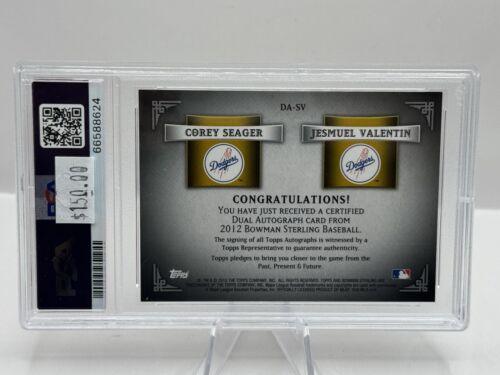 66588624
$150.00
DA-SV
COREY SEAGER
JESMUEL VALENTIN
Dodgers
Dodgers
CONGRATULATIONS!
YOU HAVE JUST RECEIVED A CERTIFIED
DUAL AUTOGRAPH CARD FROM
2012 BOWMAN STERLING BASEBALL.
The signing of all Topps Autographs is witnessed by a
Topps Representative to guarantee authenticity.
Topps pledges to bring you closer to the game from the
Past, Present & Future.
Topps